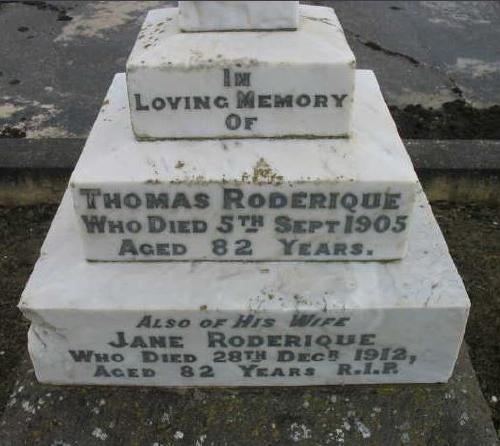 IN
LOVING MEMORY
OF
THOMAS RODERIQUE
WHO DIED 5TH SEPT 1905
AGED 82 YEARS.
ALSO OF HIS WIFE
JANE RODERIQUE
WHO DIED 28TH DECR 1912,
AGED 82 YEARS R.I.P.